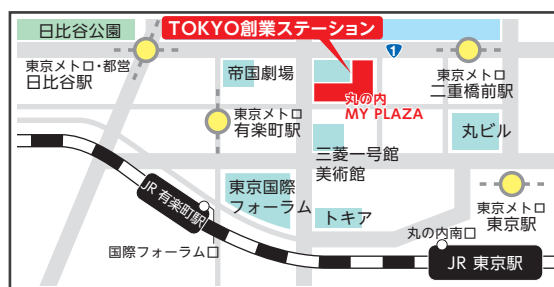 日比谷公園
TOKYO創業ステーション
1
東京メトロ・都営
日比谷駅
帝国劇場
丸の内
MY PLAZA
東京メトロ
二重橋前駅
東京メトロ
有楽町駅
丸ビル
三菱一号館
美術館
JR 有楽町駅
東京国際
フォーラム
トキア
東京メトロ
東京駅
国際フォーラム口
丸の内南口
JR 東京駅